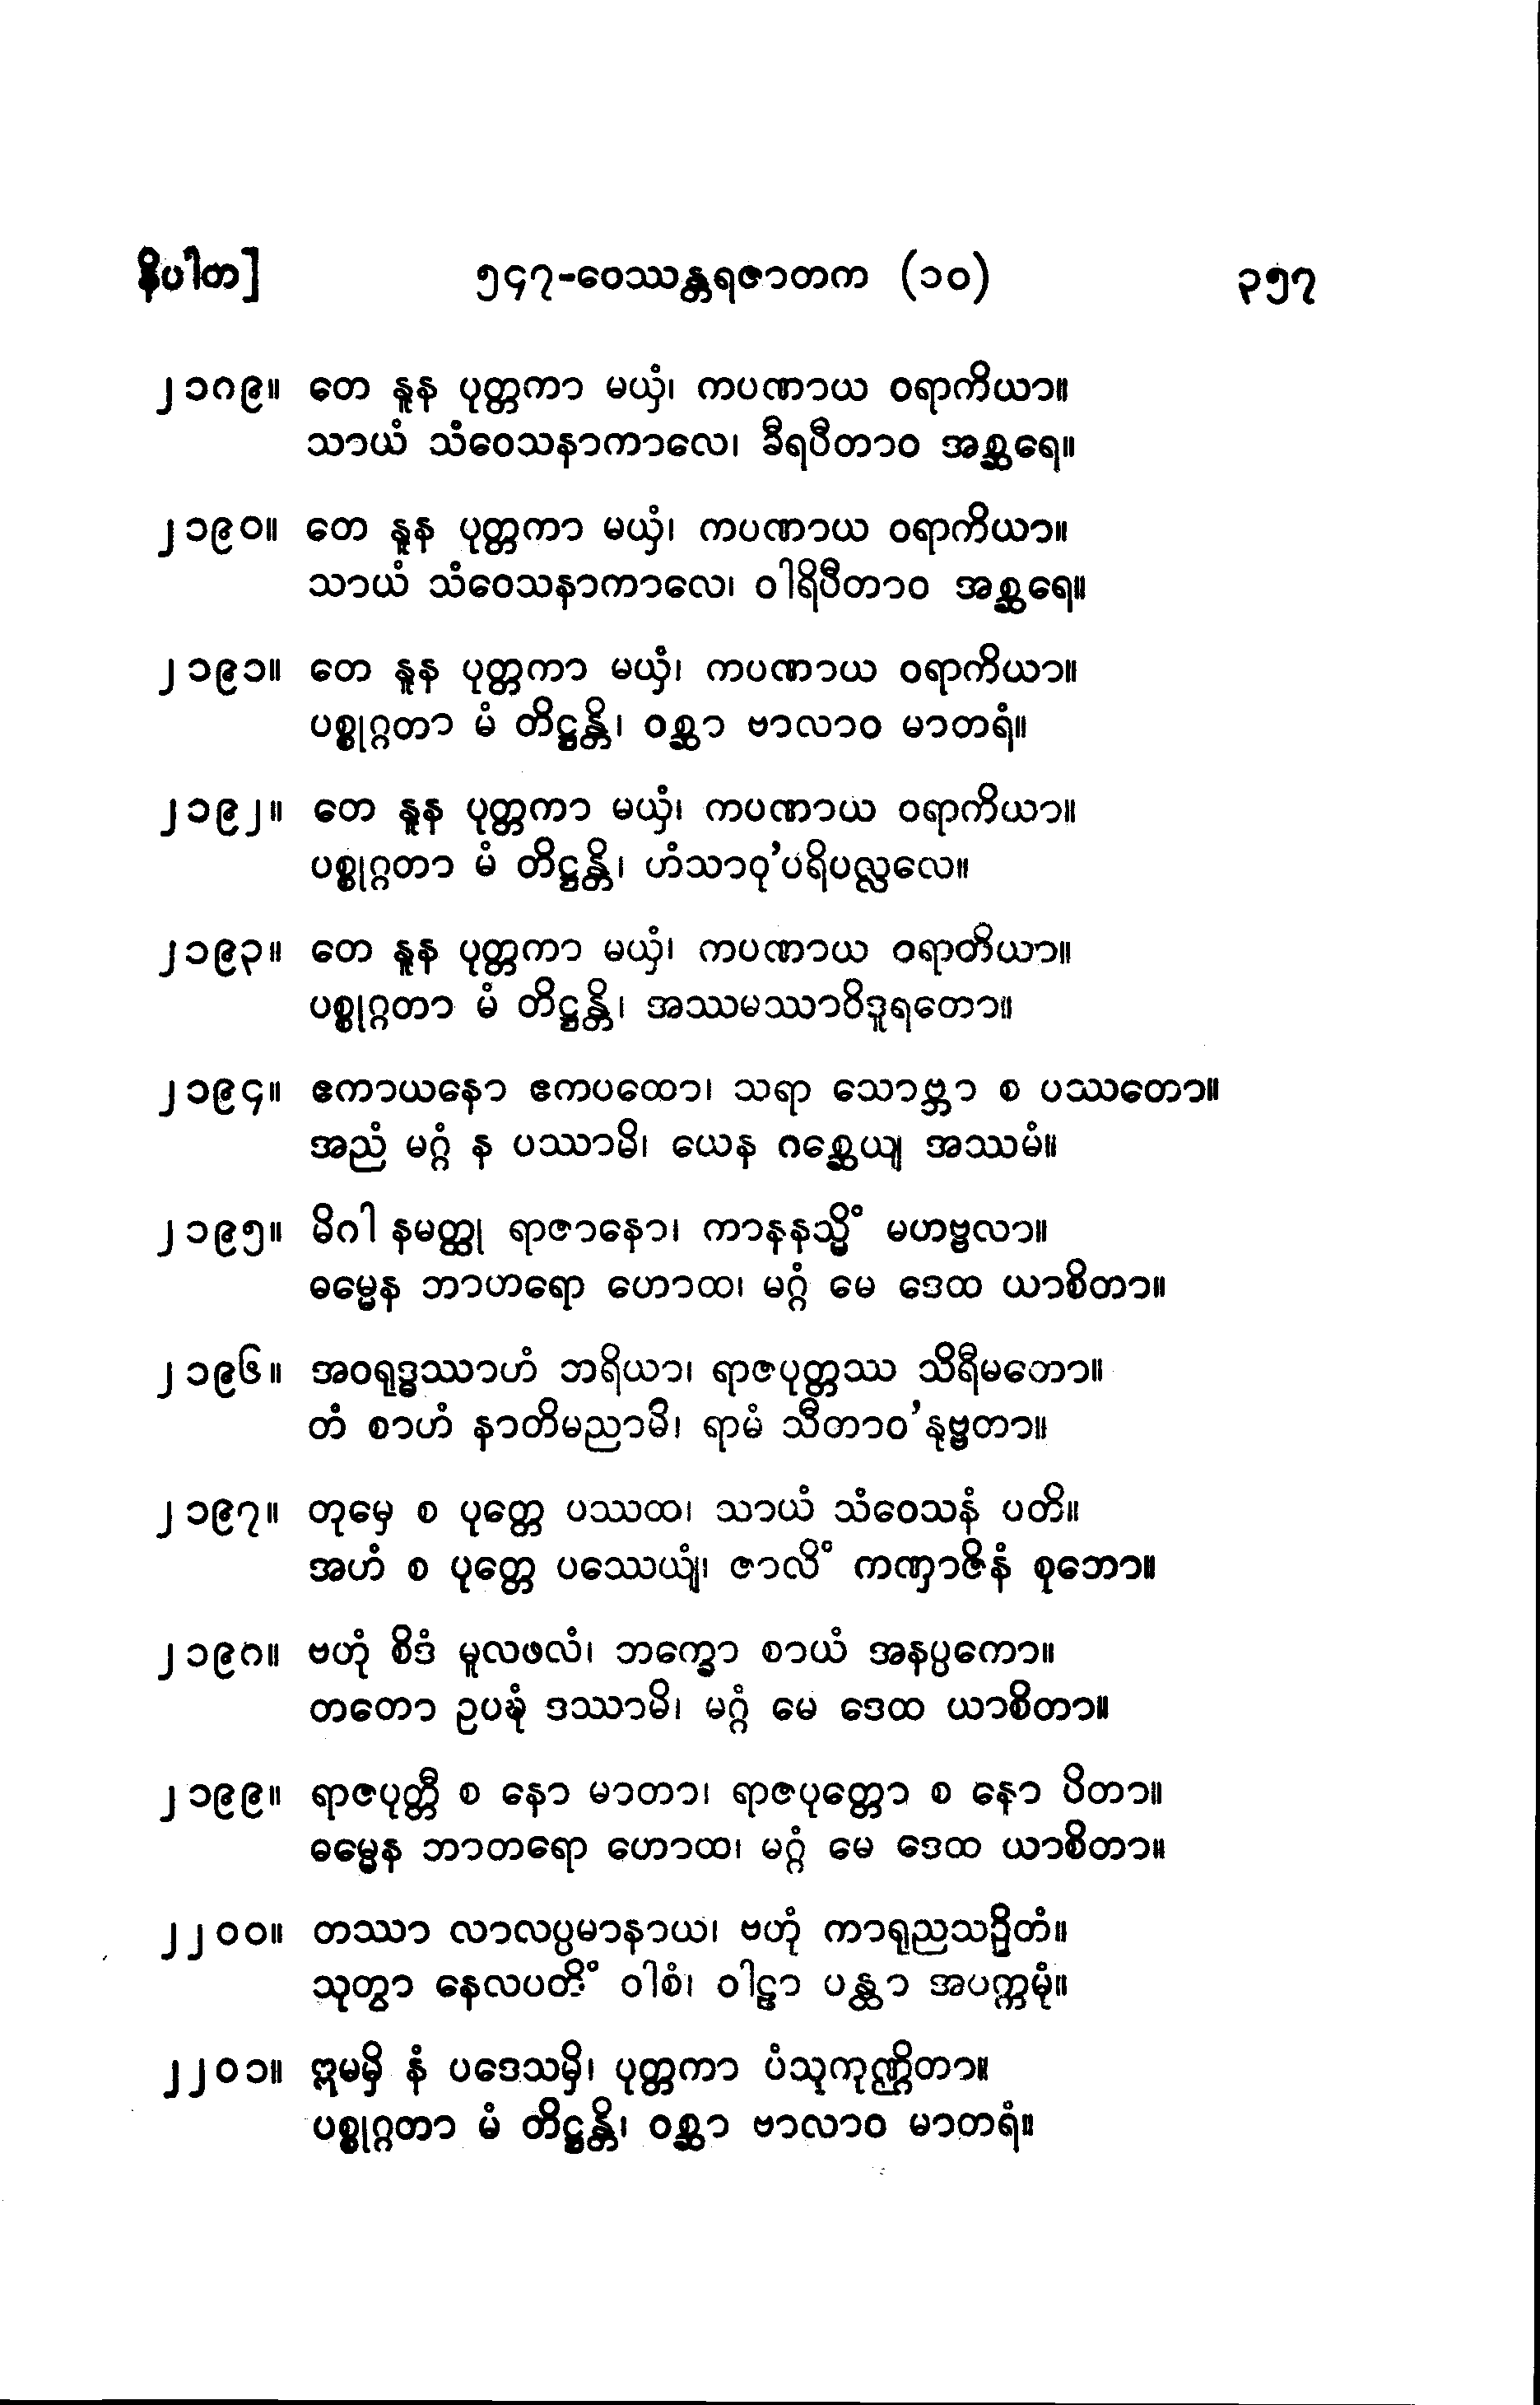 နိပါတ]
၅၄၇-ဝေဿန္တရဇာတက (၁၀)
၃၅၇
၂၁၈၉။ တေ နူန ပုတ္တကာ မယှံ၊ ကပဏာယ ဝရာကိယာ။
သာယံ သံဝေသနာကာလေ၊ ခီရပီတာဝ အစ္ဆရေ။
၂၁၉၀။ တေ နူန ပုတ္တကာ မယှံ၊ ကပဏာယ ဝရာကိယာ။
သာယံ သံဝေသနာကာလေ၊ ဝါရိပီတာဝ အစ္ဆရေ။
၂၁၉၁။ တေ နူန ပုတ္တကာ မယှံ၊ ကပဏာယ ဝရာကိယာ။
ပစ္စုဂ္ဂတာ မံ တိဋ္ဌန္တိ၊ ဝစ္ဆာ ဗာလာဝ မာတရံ။
၂၁၉၂။ တေ နူန ပုတ္တကာ မယှံ၊ ကပဏာယ ဝရာကိယာ။
ပစ္စုဂ္ဂတာ မံ တိဋ္ဌန္တိ၊ ဟံသာဝု'ပရိပလ္လလေ။
၂၁၉၃။ တေ နူန ပုတ္တကာ မယှံ၊ ကပဏာယ ဝရာတိယာ။
ပစ္စုဂ္ဂတာ မံ တိဋ္ဌန္တိ၊ အဿမဿာဝိဒူရတော။
၂၁၉၄။ ဧကာယနော ဧကပထော၊ သရာ သောဗ္ဘာ စ ပဿတော။
အညံ မဂ္ဂံ န ပဿာမိ၊ ယေန ဂစ္ဆေယျ အဿမံ။
၂၁၉၅။ မိဂါ နမတ္ထု ရာဇာနော၊ ကာနနသ္မိံ မဟဗ္ဗလာ။
ဓမ္မေန ဘာဟရော ဟောထ၊ မဂ္ဂံ မေ ဒေထ ယာစိတာ။
၂၁၉၆။ အဝရုဒ္ဓဿာဟံ ဘရိယာ၊ ရာဇပုတ္တဿ သိရီမတော။
တံ စာဟံ နာတိမညာမိ၊ ရာမံ သီတာဝ'နုဗ္ဗတာ။
၂၁၉၇။ တုမှေ စ ပုတ္တေ ပဿထ၊ သာယံ သံဝေသနံ ပတိ။
အဟံ စ ပုတ္တေ ပဿေယျံ၊ ဇာလိံ ကဏှာဇိနံ စုဘော။
၂၁၉၈။ ဗဟုံ စိဒံ မူလဖလံ၊ ဘက္ခော စာယံ အနပ္ပကော။
တတော ဥပဍ္ဎံ ဒဿာမိ၊ မဂ္ဂံ မေ ဒေထ ယာစိတာ။
၂၁၉၉။ ရာဇပုတ္တီ စ နော မာတာ၊ ရာဇပုတ္တော စ နော ပိတာ။
ဓမ္မေန ဘာတရော ဟောထ၊ မဂ္ဂံ မေ ဒေထ ယာစိတာ။
၂၂၀၀။ တဿာ လာလပ္ပမာနာယ၊ ဗဟုံ ကာရုညသဉှိတံ။
သုတွာ နေလပတိံ ဝါစံ၊ ဝါဠာ ပန္ထာ အပက္ကမုံ။
၂၂၀၁။ ဣမမှိ နံ ပဒေသမှိ၊ ပုတ္တကာ ပံသုကုဏ္ဌိတာ။
ပစ္စုဂ္ဂတာ မံ တိဋ္ဌန္တိ၊ ဝစ္ဆာ ဗာလာဝ မာတရံ။